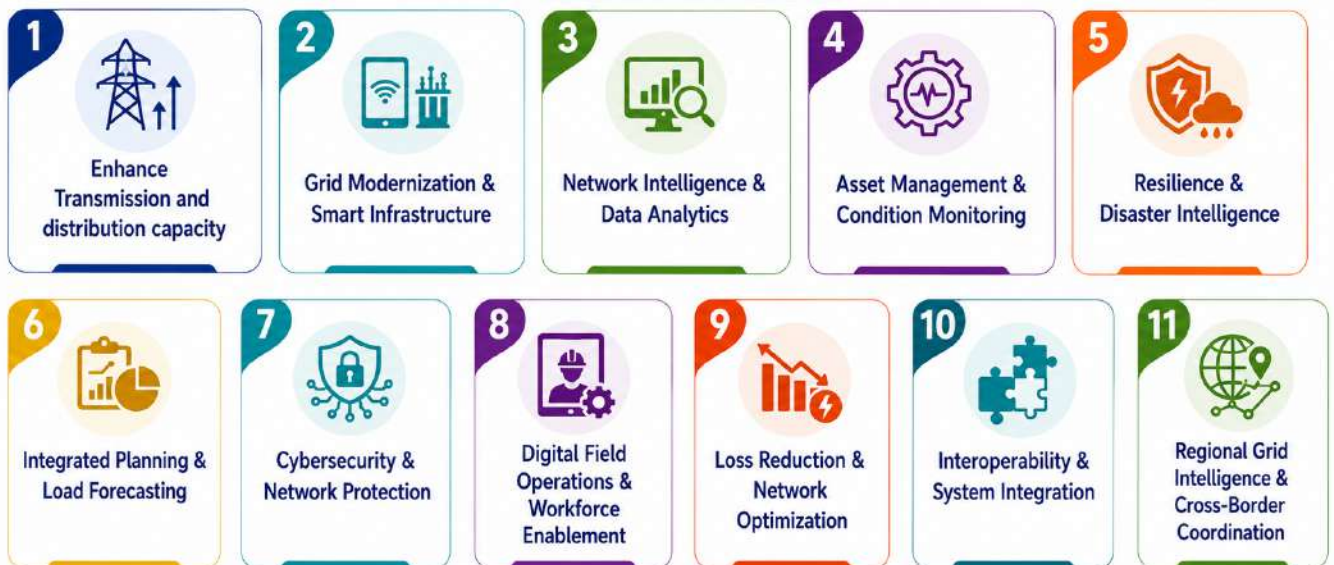 1
Enhance
Transmission and
distribution capacity
2
Grid Modernization &
Smart Infrastructure
3
Network Intelligence &
Data Analytics
4
Asset Management &
Condition Monitoring
5
Resilience &
Disaster Intelligence
6
Integrated Planning &
Load Forecasting
7
Cybersecurity &
Network Protection
8
Digital Field
Operations &
Workforce
Enablement
9
Loss Reduction &
Network
Optimization
10
Interoperability &
System Integration
11
Regional Grid
Intelligence &
Cross-Border
Coordination